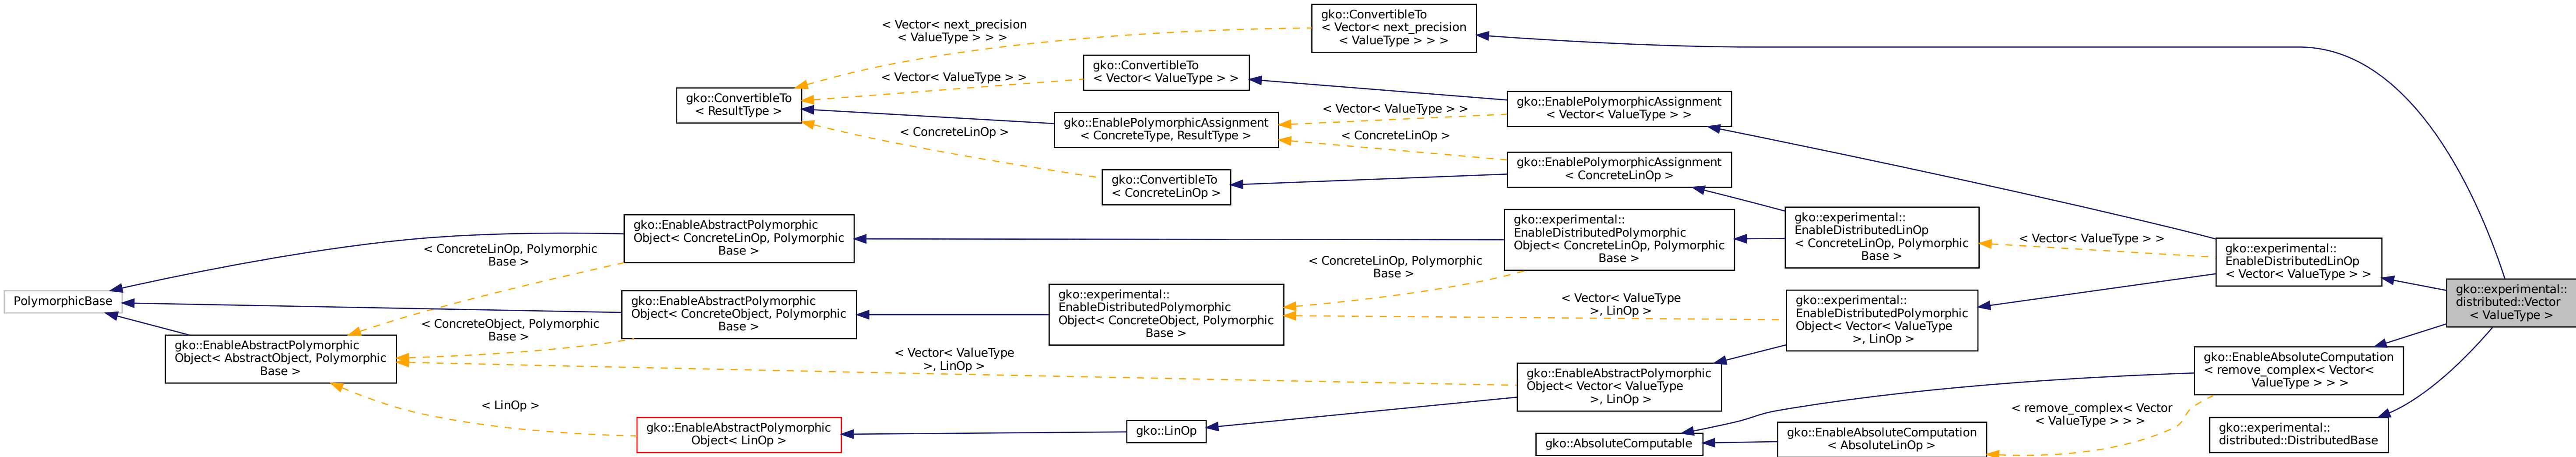 gko::ConvertibleTo
< Vector< next_precision
< ValueType > > >
< Vector< next_precision
< ValueType > > >
gko::ConvertibleTo
< Vector< ValueType > >
< Vector< ValueType > >
gko::ConvertibleTo
< ResultType >
gko::EnablePolymorphicAssignment
< Vector< ValueType > >
< Vector< ValueType > >
gko::EnablePolymorphicAssignment
< ConcreteType, ResultType >
< ConcreteLinOp >
< ConcreteLinOp >
gko::EnablePolymorphicAssignment
< ConcreteLinOp >
gko::ConvertibleTo
< ConcreteLinOp >
gko::EnableAbstractPolymorphic
Object< ConcreteLinOp, Polymorphic
Base >
gko::experimental::
EnableDistributedPolymorphic
Object< ConcreteLinOp, Polymorphic
Base >
gko::experimental::
EnableDistributedLinOp
< ConcreteLinOp, Polymorphic
Base >
< Vector< ValueType > >
gko::experimental::
EnableDistributedLinOp
< Vector< ValueType > >
< ConcreteLinOp, Polymorphic
Base >
< ConcreteLinOp, Polymorphic
Base >
PolymorphicBase
gko::EnableAbstractPolymorphic
Object< ConcreteObject, Polymorphic
Base >
gko::experimental::
EnableDistributedPolymorphic
Object< ConcreteObject, Polymorphic
Base >
< Vector< ValueType
>, LinOp >
gko::experimental::
EnableDistributedPolymorphic
Object< Vector< ValueType
>, LinOp >
gko::experimental::
distributed::Vector
< ValueType >
< ConcreteObject, Polymorphic
Base >
gko::EnableAbstractPolymorphic
Object< AbstractObject, Polymorphic
Base >
< Vector< ValueType
>, LinOp >
gko::EnableAbstractPolymorphic
Object< Vector< ValueType
>, LinOp >
gko::EnableAbsoluteComputation
< remove_complex< Vector<
ValueType > > >
< LinOp >
gko::EnableAbstractPolymorphic
Object< LinOp >
gko::LinOp
gko::AbsoluteComputable
gko::EnableAbsoluteComputation
< AbsoluteLinOp >
< remove_complex< Vector
< ValueType > > >
gko::experimental::
distributed::DistributedBase